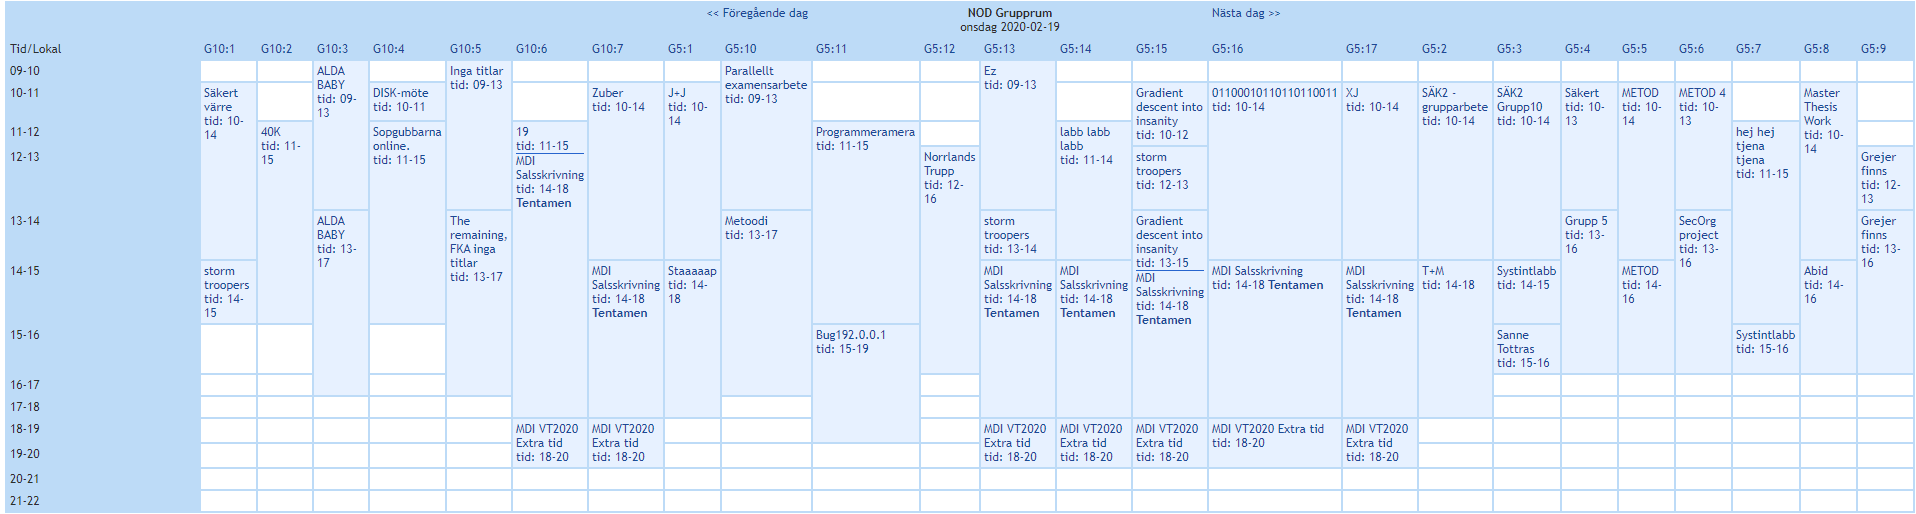 << Föregående dag NOD Grupprum Nästa dag >>
onsdag 2020-02-19
Tid/Lokal G10:1 G10:2 G10:3 G10:4 G10:5 G10:6 G10:7 G5:1 G5:10 G5:11 G5:12 G5:13 G5:14 G5:15 G5:16 G5:17 G5:2 G5:3 G5:4 G5:5 G5:6 G5:7 G5:8 G5:9
09-10
ALDA
BABY
tid: 09-
13
Inga titlar
tid: 09-13
Parallellt
examensarbete
tid: 09-13
Ez
tid: 09-13
10-11
Säkert
värre
tid: 10-
14
DISK-möte
tid: 10-11
Zuber
tid: 10-14
J+J
tid: 10-
14
Gradient
descent into
insanity
tid: 10-12
01100010110110110011
tid: 10-14
XJ
tid: 10-14
SÄK2 -
grupparbete
tid: 10-14
SÄK2
Grupp10
tid: 10-14
Säkert
tid: 10-
13
METOD
tid: 10-
14
METOD 4
tid: 10-
13
Master
Thesis
Work
tid: 10-
14
11-12
40K
tid: 11-
15
Sopgubbarna
online.
tid: 11-15
19
tid: 11-15
MDI
Salsskrivning
tid: 14-18
Tentamen
Programmeramera
tid: 11-15
labb labb
labb
tid: 11-14
hej hej
tjena
tjena
tid: 11-15
12-13
Norrlands
Trupp
tid: 12-
16
storm
troopers
tid: 12-13
Grejer
finns
tid: 12-
13
13-14
ALDA
BABY
tid: 13-
17
The
remaining,
FKA inga
titlar
tid: 13-17
Metoodi
tid: 13-17
storm
troopers
tid: 13-14
Gradient
descent into
insanity
tid: 13-15
MDI
Salsskrivning
tid: 14-18
Tentamen
Grupp 5
tid: 13-
16
SecOrg
project
tid: 13-
16
Grejer
finns
tid: 13-
16
14-15
storm
troopers
tid: 14-
15
MDI
Salsskrivning
tid: 14-18
Tentamen
Staaaaap
tid: 14-
18
MDI
Salsskrivning
tid: 14-18
Tentamen
MDI
Salsskrivning
tid: 14-18
Tentamen
MDI Salsskrivning
tid: 14-18 Tentamen
MDI
Salsskrivning
tid: 14-18
Tentamen
T+M
tid: 14-18
Systintlabb
tid: 14-15
METOD
tid: 14-
16
Abid
tid: 14-
16
15-16
Bug192.0.0.1
tid: 15-19
Sanne
Tottras
tid: 15-16
Systintlabb
tid: 15-16
16-17
17-18
18-19
MDI VT2020
Extra tid
tid: 18-20
MDI VT2020
Extra tid
tid: 18-20
MDI VT2020
Extra tid
tid: 18-20
MDI VT2020
Extra tid
tid: 18-20
MDI VT2020
Extra tid
tid: 18-20
MDI VT2020 Extra tid
tid: 18-20
MDI VT2020
Extra tid
tid: 18-20
19-20
20-21
21-22